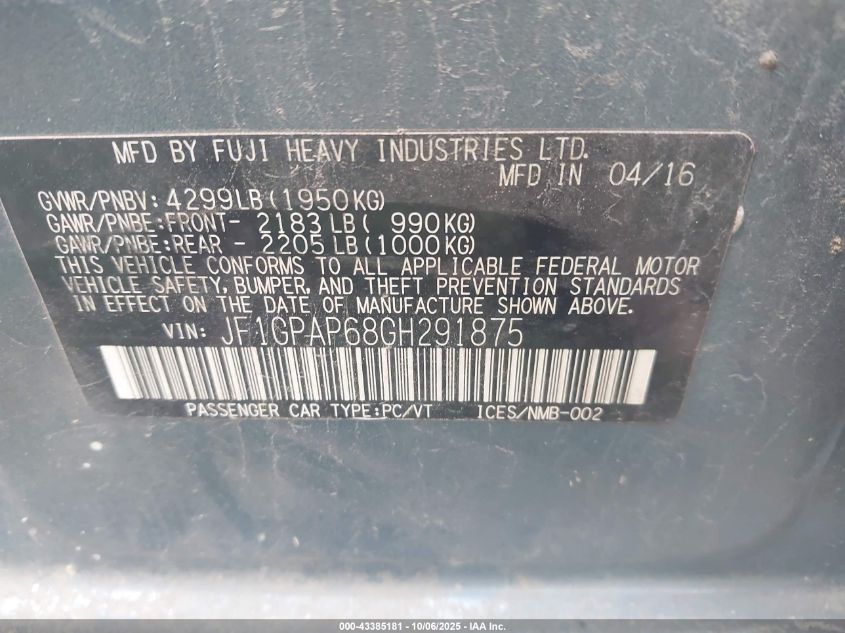 MFD BY FUJI HEAVY INDUSTRIES LTD.
MFD IN 04/16
GVWR/PNBV: 4299LB(1950KG)
GAWR/PNBE:FRONT- 2183 LB( 990KG)
GAWR/PNBE:REAR - 2205 LB(1000KG)
THIS VEHICLE CONFORMS TO ALL APPLICABLE FEDERAL MOTOR
VEHICLE SAFETY, BUMPER, AND THEFT PREVENTION STANDARDS
IN EFFECT ON THE DATE OF MANUFACTURE SHOWN ABOVE.
VIN: JF1GPAP68GH291875
PASSENGER CAR TYPE:PC/VT ICES/NMB-002
000-43385181 - 10/06/2025 - IAA Inc.